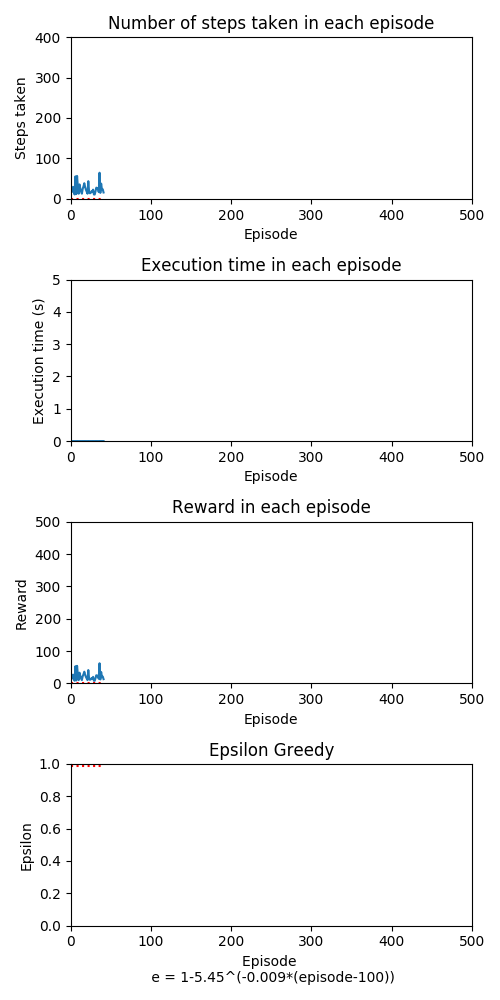 Number of steps taken in each episode
400
300
200
100
0
Steps taken
0 100 200 300 400 500
Episode
Execution time in each episode
5
4
3
2
1
0
Execution time (s)
0 100 200 300 400 500
Episode
Reward in each episode
500
400
300
200
100
0
Reward
0 100 200 300 400 500
Episode
Epsilon Greedy
1.0
0.8
0.6
0.4
0.2
0.0
Epsilon
0 100 200 300 400 500
Episode
e = 1-5.45^(-0.009*(episode-100))